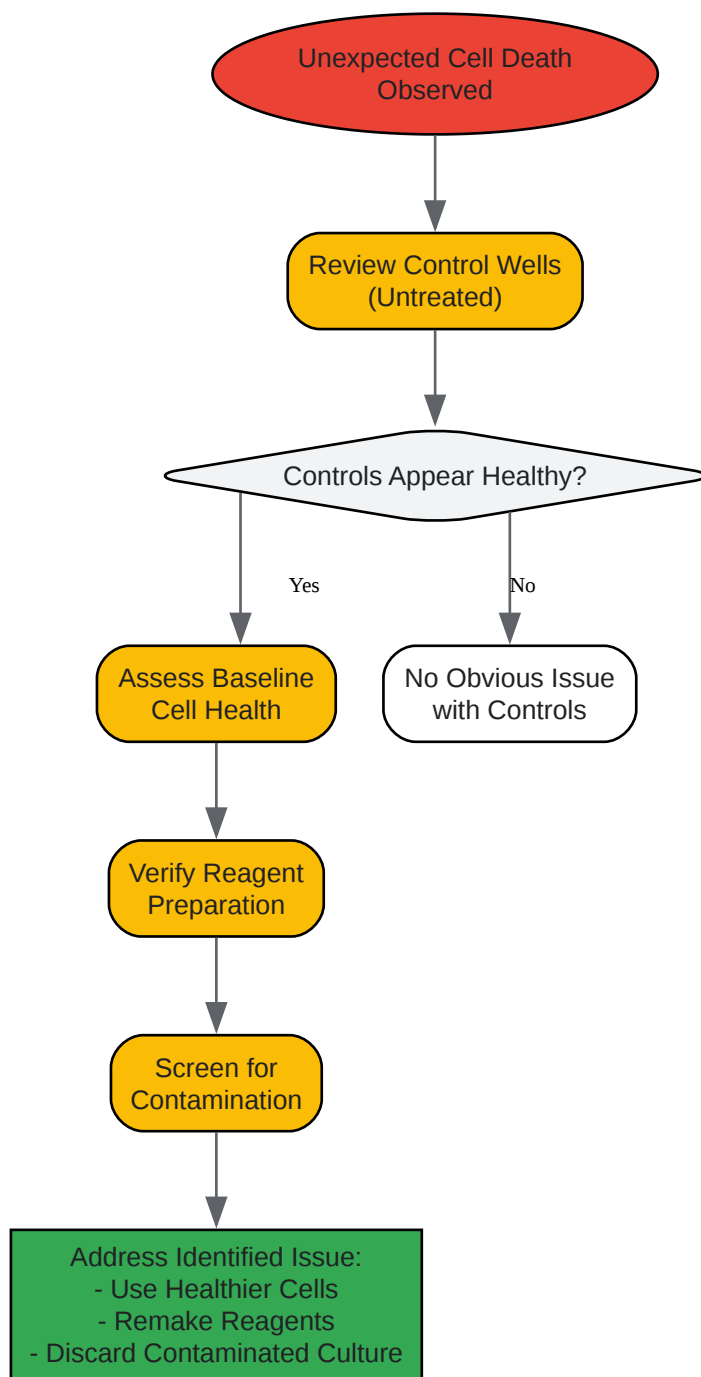 Unexpected Cell Death
Observed
Review Control Wells
(Untreated)
Controls Appear Healthy?
Yes
No
Assess Baseline
Cell Health
No Obvious Issue
with Controls
Verify Reagent
Preparation
Screen for
Contamination
Address Identified Issue:
- Use Healthier Cells
- Remake Reagents
- Discard Contaminated Culture